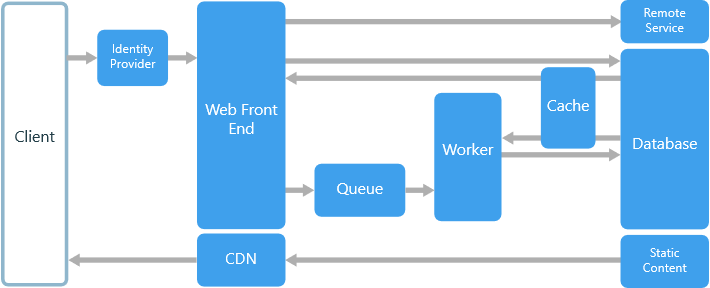 Client
Identity
Provider
Web Front
End
Remote
Service
Cache
Database
Worker
Queue
CDN
Static
Content